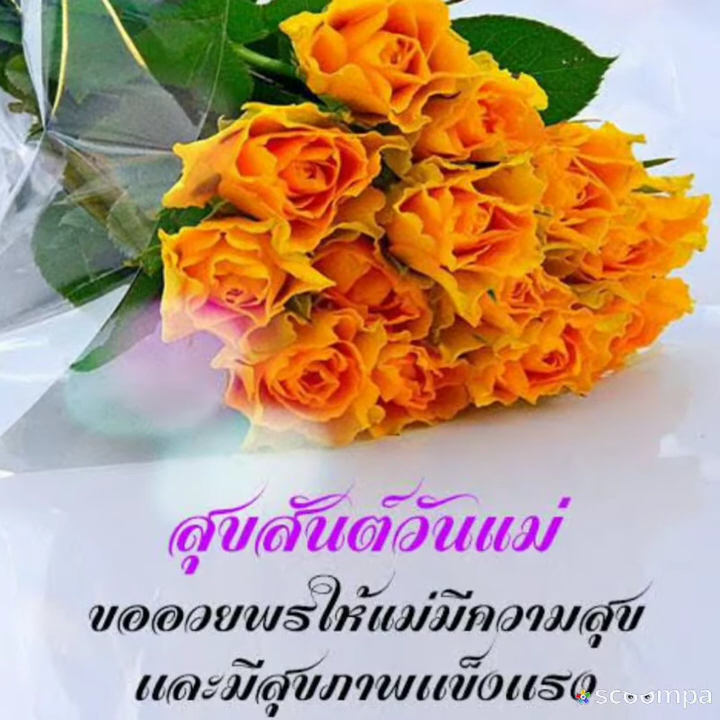 สุขสันต์วันแม่
ขออวยพรให้แม่มีความสุข
และมีสุขภาพแข็งแรง
scoompa